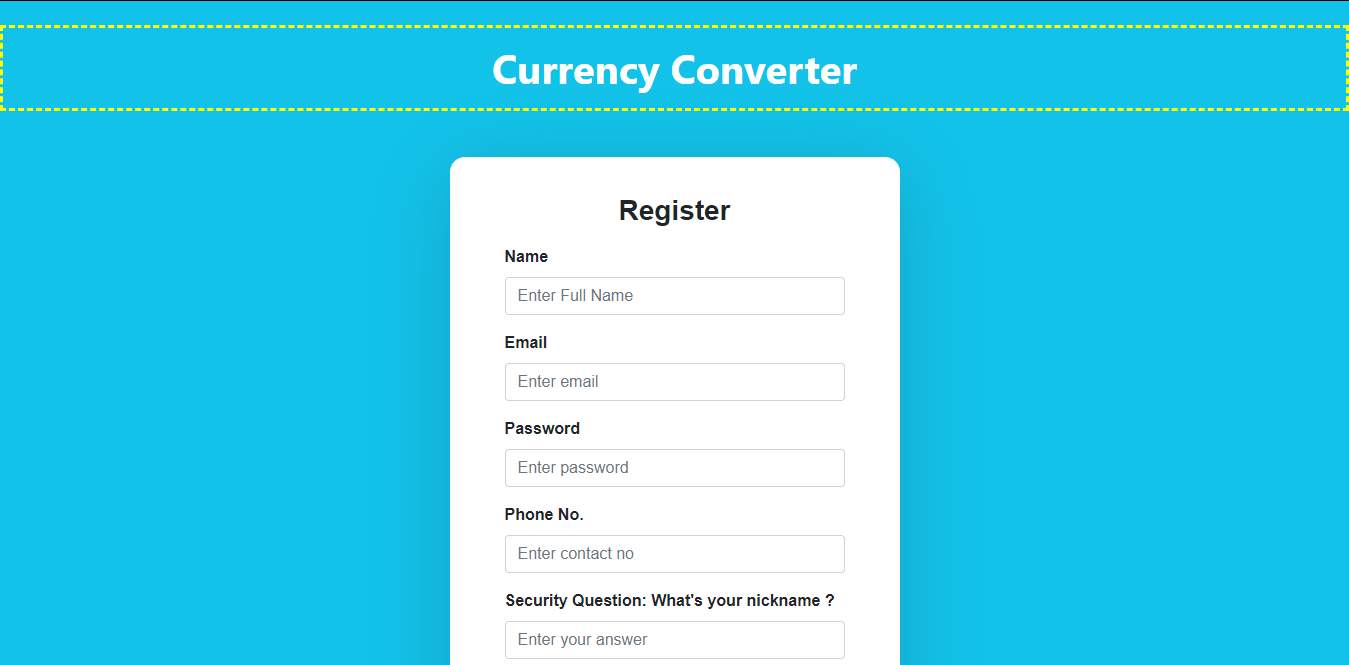 Currency Converter
Register
Name
Enter Full Name
Email
Enter email
Password
Enter password
Phone No.
Enter contact no
Security Question: What's your nickname ?
Enter your answer